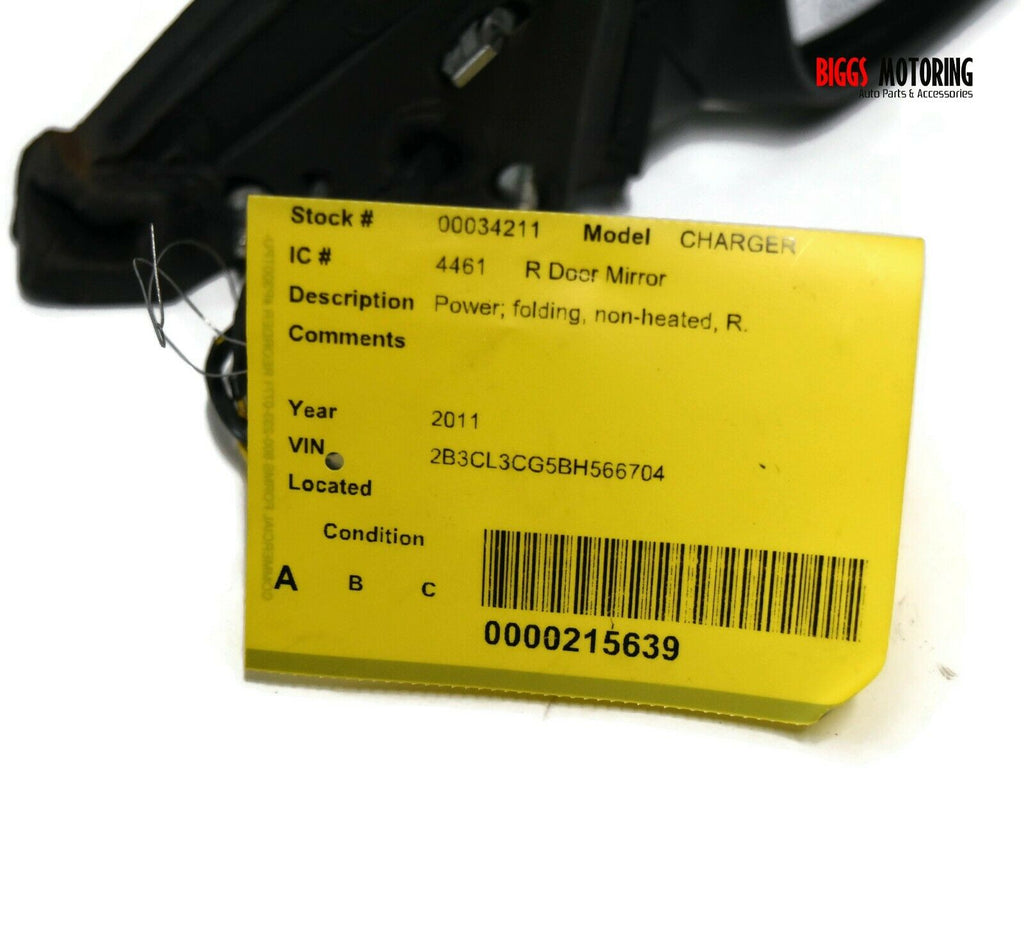 BIGGS MOTORING
Auto Parts & Accessories
Stock # 00034211 Model CHARGER
IC # 4461 R Door Mirror
Description Power; folding, non-heated, R.
Comments
Year 2011
VIN 2B3CL3CG5BH566704
Located
Condition
A B C
0000215639